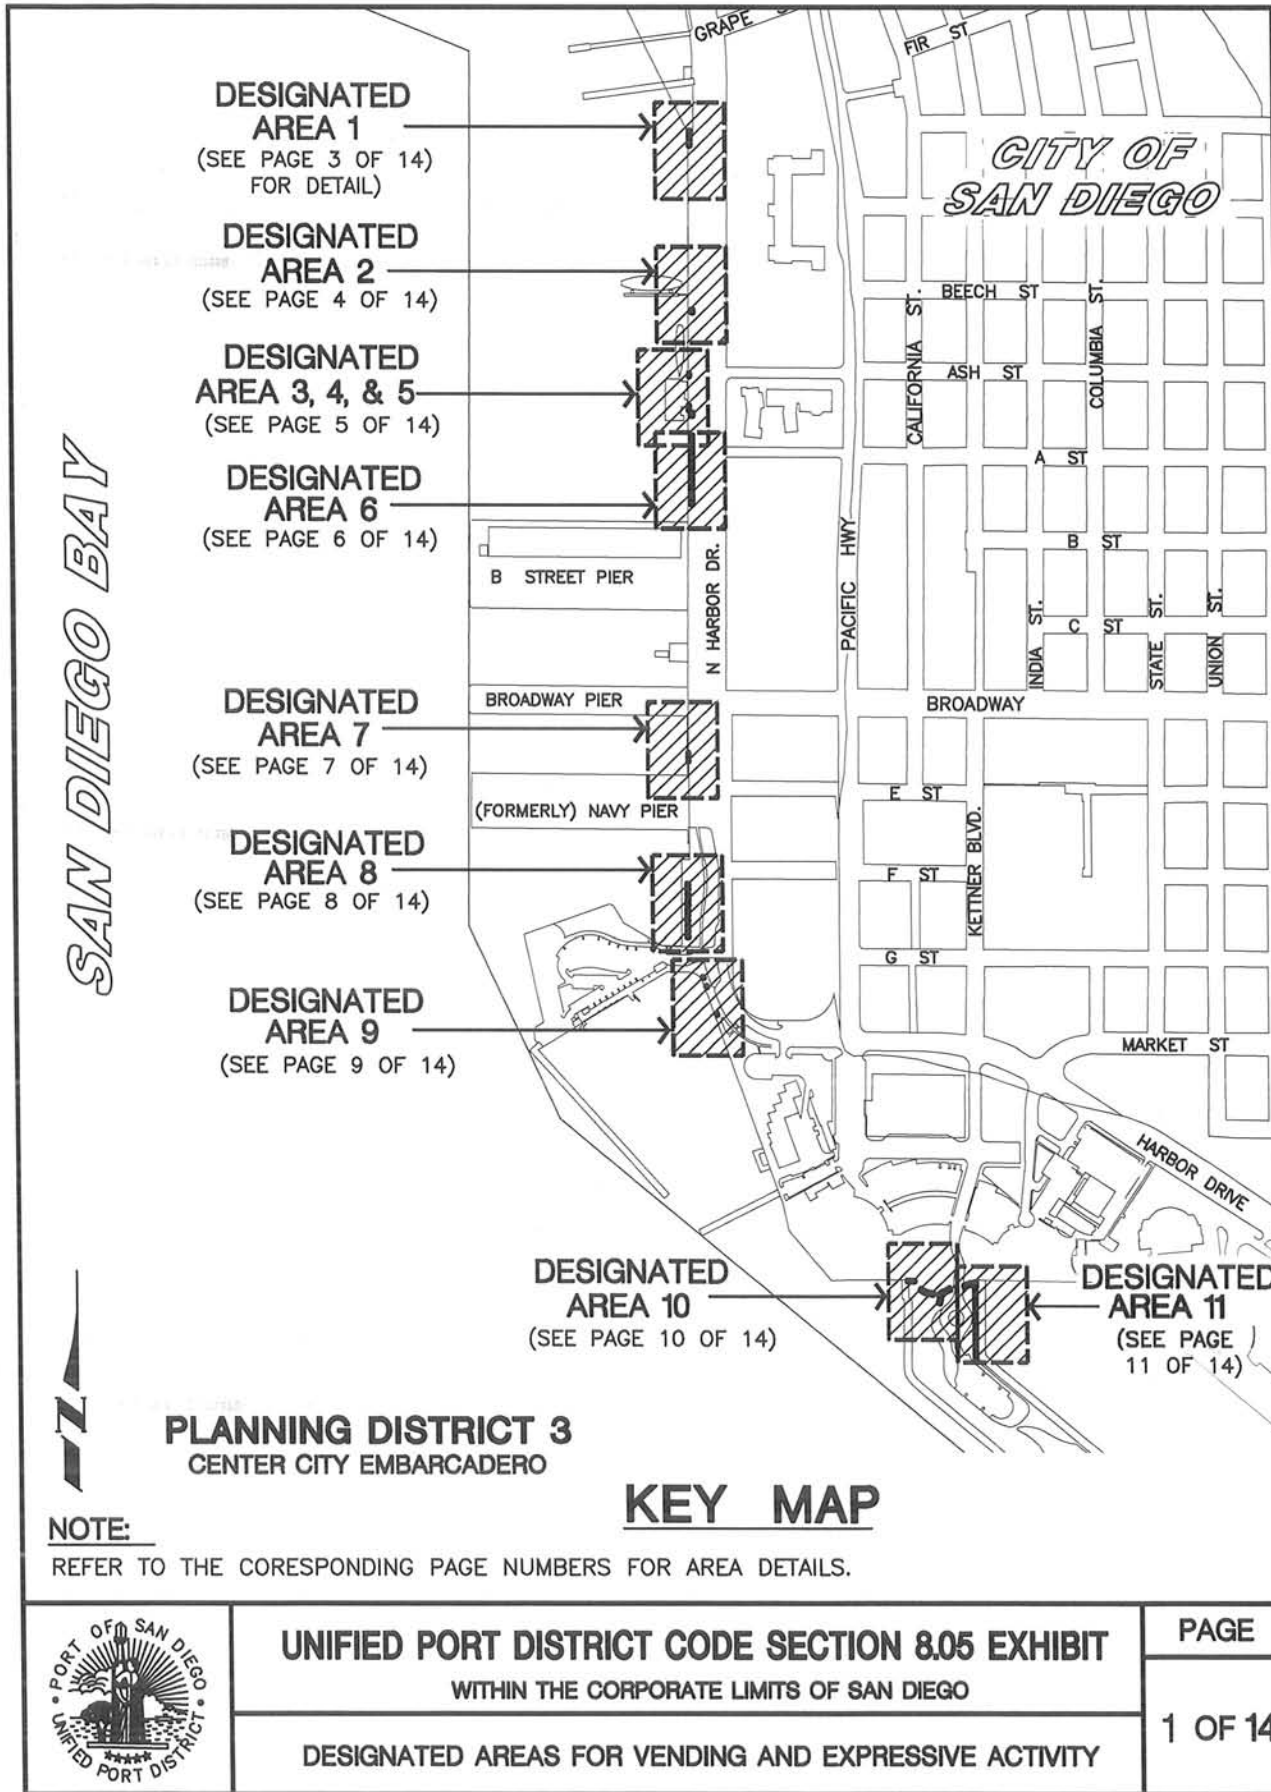 GRAPE S
FIR ST
DESIGNATED
AREA 1
(SEE PAGE 3 OF 14)
FOR DETAIL)
CITY OF
SAN DIEGO
DESIGNATED
AREA 2
(SEE PAGE 4 OF 14)
BEECH ST
CALIFORNIA ST.
COLUMBIA ST.
DESIGNATED
AREA 3, 4, & 5
(SEE PAGE 5 OF 14)
ASH ST
A ST
DESIGNATED
AREA 6
(SEE PAGE 6 OF 14)
SAN DIEGO BAY
B STREET PIER
N HARBOR DR.
PACIFIC HWY
B ST
C ST
INDIA ST.
STATE ST.
UNION ST.
DESIGNATED
AREA 7
(SEE PAGE 7 OF 14)
BROADWAY PIER
BROADWAY
(FORMERLY) NAVY PIER
E ST
KETTNER BLVD.
DESIGNATED
AREA 8
(SEE PAGE 8 OF 14)
F ST
G ST
DESIGNATED
AREA 9
(SEE PAGE 9 OF 14)
MARKET ST
HARBOR DRIVE
DESIGNATED
AREA 10
(SEE PAGE 10 OF 14)
DESIGNATED
AREA 11
(SEE PAGE
11 OF 14)
N
PLANNING DISTRICT 3
CENTER CITY EMBARCADERO
KEY MAP
NOTE:
REFER TO THE CORESPONDING PAGE NUMBERS FOR AREA DETAILS.
PORT OF SAN DIEGO
UNIFIED PORT DISTRICT
UNIFIED PORT DISTRICT CODE SECTION 8.05 EXHIBIT
WITHIN THE CORPORATE LIMITS OF SAN DIEGO
DESIGNATED AREAS FOR VENDING AND EXPRESSIVE ACTIVITY
PAGE
1 OF 14